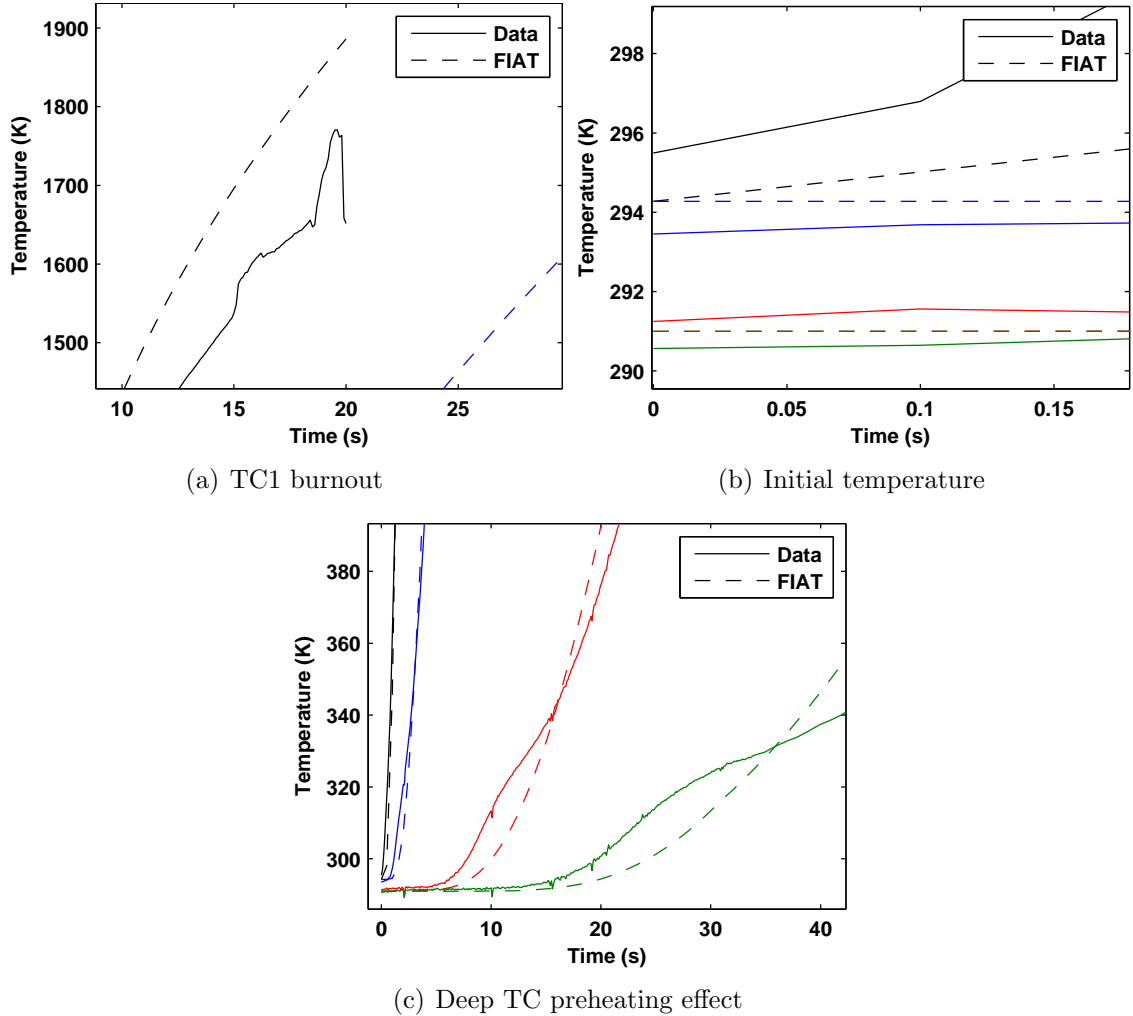 1900
1800
1700
1600
1500
Temperature (K)
10 15 20 25
Time (s)
Data
FIAT
(a) TC1 burnout
298
296
294
292
290
Temperature (K)
0 0.05 0.1 0.15
Time (s)
Data
FIAT
(b) Initial temperature
380
360
340
320
300
Temperature (K)
0 10 20 30 40
Time (s)
Data
FIAT
(c) Deep TC preheating effect